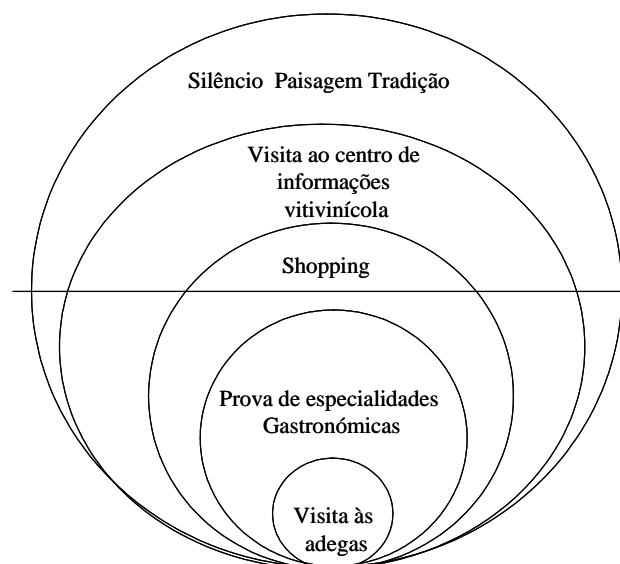 Silêncio Paisagem Tradição
Visita ao centro de
informações
vitivinícola
Shopping
Prova de especialidades
Gastronómicas
Visita às
adegas